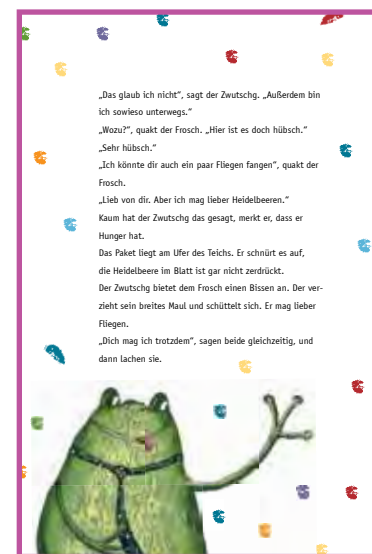 „Das glaub ich nicht“, sagt der Zwutschg. „Außerdem bin
ich sowieso unterwegs.“
„Wozu?“, quakt der Frosch. „Hier ist es doch hübsch.“
„Sehr hübsch.“
„Ich könnte dir auch ein paar Fliegen fangen“, quakt der
Frosch.
„Lieb von dir. Aber ich mag lieber Heidelbeeren.“
Kaum hat der Zwutschg das gesagt, merkt er, dass er
Hunger hat.
Das Paket liegt am Ufer des Teichs. Er schnürt es auf,
die Heidelbeere im Blatt ist gar nicht zerdrückt.
Der Zwutschg bietet dem Frosch einen Bissen an. Der ver-
zieht sein breites Maul und schüttelt sich. Er mag lieber
Fliegen.
„Dich mag ich trotzdem“, sagen beide gleichzeitig, und
dann lachen sie.